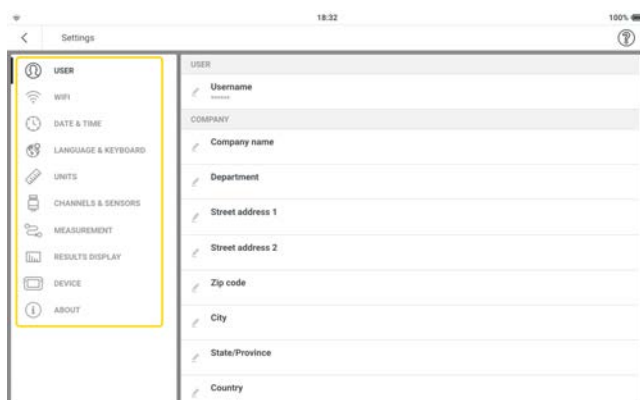 18:32
100%
Settings
USER
WIFI
DATE & TIME
LANGUAGE & KEYBOARD
UNITS
CHANNELS & SENSORS
MEASUREMENT
RESULTS DISPLAY
DEVICE
ABOUT
USER
Username
COMPANY
Company name
Department
Street address 1
Street address 2
Zip code
City
State/Province
Country